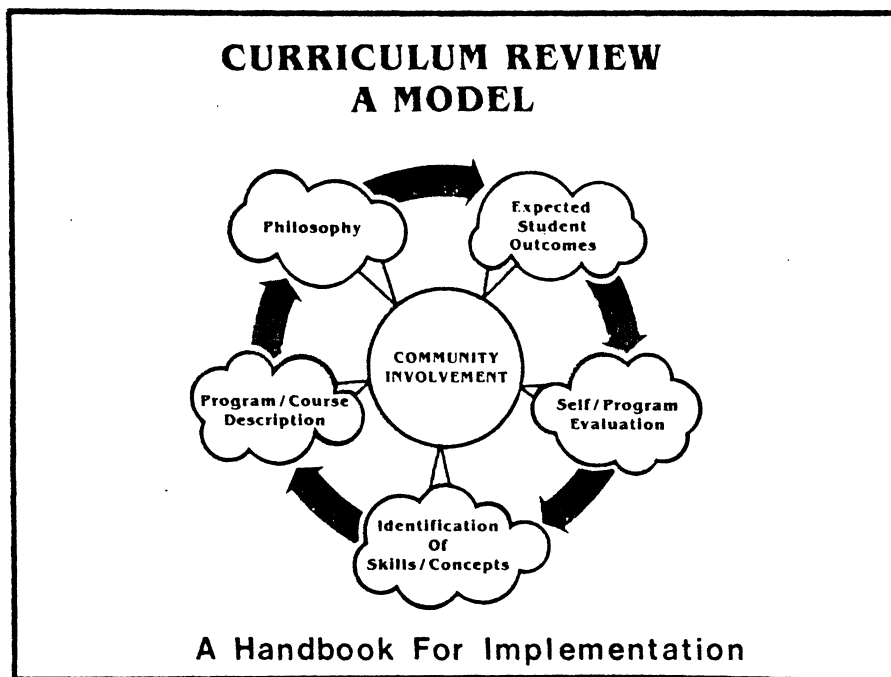 CURRICULUM REVIEW
A MODEL
Philosophy
Expected
Student
Outcomes
COMMUNITY
INVOLVEMENT
Program/Course
Description
Self/Program
Evaluation
Identification
Of
Skills/Concepts
A Handbook For Implementation